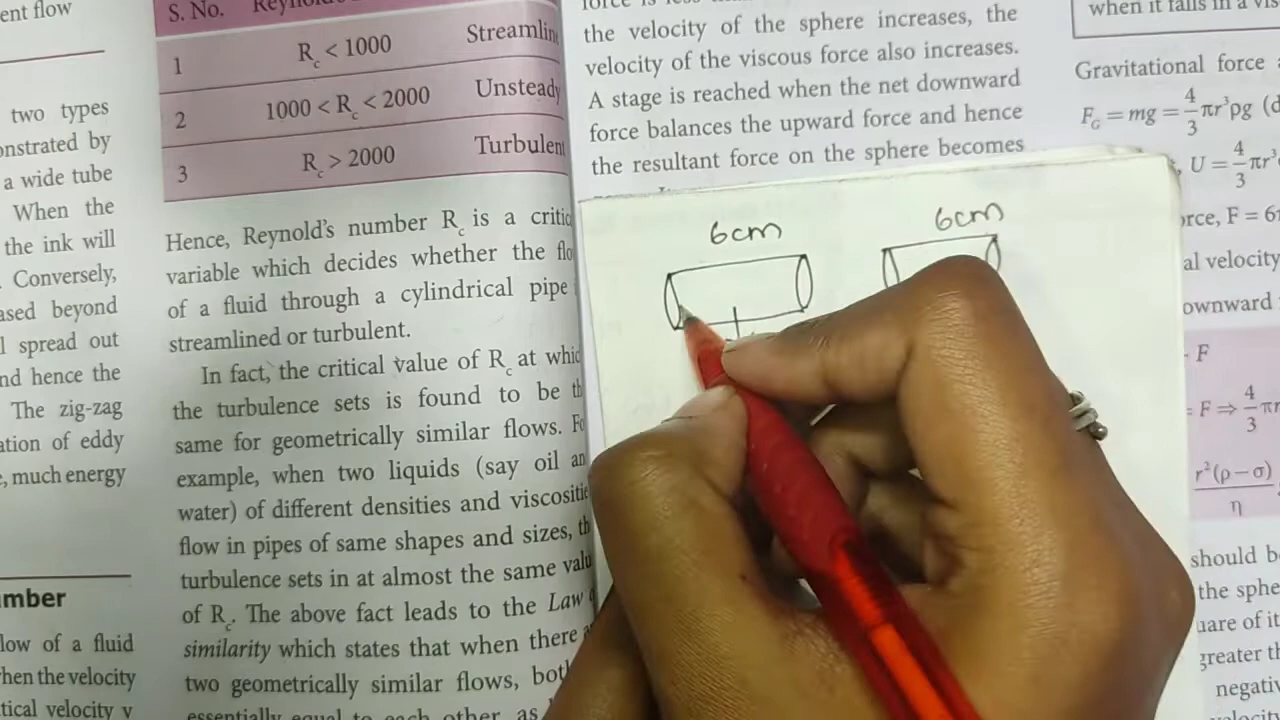 ent flow
two types
onstrated by
a wide tube
When the
the ink will
Conversely,
ased beyond
spread out
nd hence the
The zig-zag
ation of eddy
, much energy
mber
low of a fluid
hen the velocity
tical velocity v
S. No.
1 R_c < 1000 Streamlin
2 1000 < R_c < 2000 Unsteady
3 R_c > 2000 Turbulent
Hence, Reynold's number R_c is a critic
variable which decides whether the flo
of a fluid through a cylindrical pipe
streamlined or turbulent.
In fact, the critical value of R_c at whic
the turbulence sets is found to be th
same for geometrically similar flows. Fo
example, when two liquids (say oil an
water) of different densities and viscositie
flow in pipes of same shapes and sizes, th
turbulence sets in at almost the same valu
of R_c. The above fact leads to the Law
similarity which states that when there a
two geometrically similar flows, both
essentially equal to each other as
the velocity of the sphere increases, the
velocity of the viscous force also increases.
A stage is reached when the net downward
force balances the upward force and hence
the resultant force on the sphere becomes
6cm 6cm
when it falls in a vis
Gravitational force
F_G = mg = 4/3 πr³ρg
, U = 4/3 πr³
orce, F = 6
al velocity
ownward
- F
= F ⇒ 4/3 πr
r²(ρ − σ)
η
should b
the sphe
uare of it
greater th
negativ
velocit